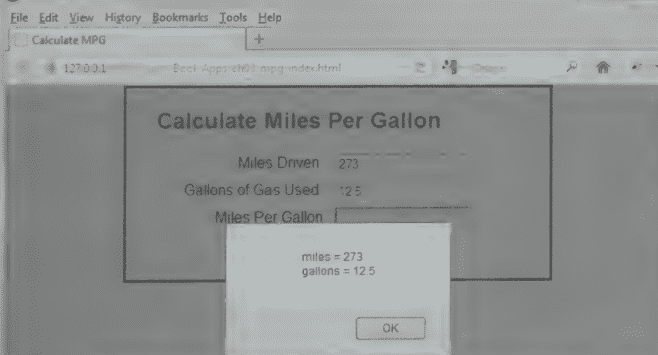 File Edit View History Bookmarks Tools Help
Calculate MPG +
127.0.0.1
Calculate Miles Per Gallon
Miles Driven 273
Gallons of Gas Used 12.5
Miles Per Gallon
miles = 273
gallons = 12.5
OK